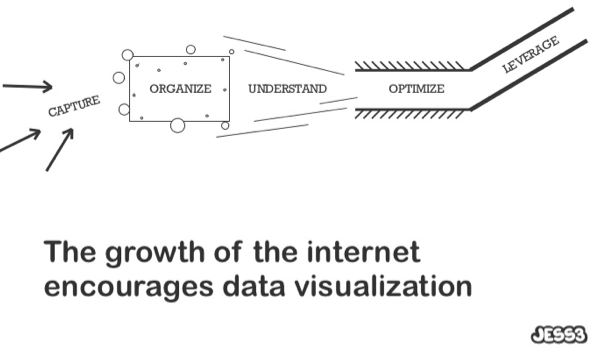 CAPTURE
ORGANIZE
UNDERSTAND
OPTIMIZE
LEVERAGE
The growth of the internet
encourages data visualization
JESS3